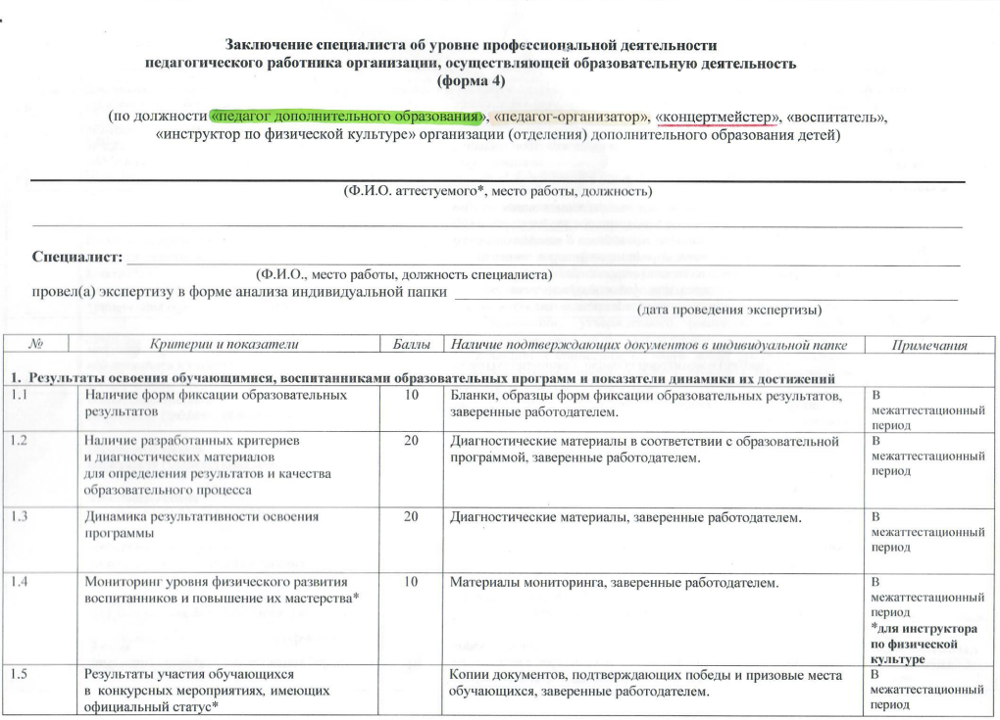 Заключение специалиста об уровне профессиональной деятельности
педагогического работника организации, осуществляющей образовательную деятельность
(форма 4)
(по должности «педагог дополнительного образования», «педагог-организатор», «концертмейстер», «воспитатель»,
«инструктор по физической культуре» организации (отделения) дополнительного образования детей)
(Ф.И.О. аттестуемого*, место работы, должность)
Специалист:
(Ф.И.О., место работы, должность специалиста)
провел(а) экспертизу в форме анализа индивидуальной папки
(дата проведения экспертизы)
№ Критерии и показатели Баллы Наличие подтверждающих документов в индивидуальной папке Примечания
1. Результаты освоения обучающимися, воспитанниками образовательных программ и показатели динамики их достижений
1.1 Наличие форм фиксации образовательных 10 Бланки, образцы форм фиксации образовательных результатов, В
результатов заверенные работодателем. межаттестационный
период
1.2 Наличие разработанных критериев 20 Диагностические материалы в соответствии с образовательной В
и диагностических материалов программой, заверенные работодателем. межаттестационный
для определения результатов и качества период
образовательного процесса
1.3 Динамика результативности освоения 20 Диагностические материалы, заверенные работодателем. В
программы межаттестационный
период
1.4 Мониторинг уровня физического развития 10 Материалы мониторинга, заверенные работодателем. В
воспитанников и повышение их мастерства* межаттестационный
период
*для инструктора
по физической
культуре
1.5 Результаты участия обучающихся Копии документов, подтверждающих победы и призовые места В
в конкурсных мероприятиях, имеющих обучающихся, заверенные работодателем. межаттестационный
официальный статус* период